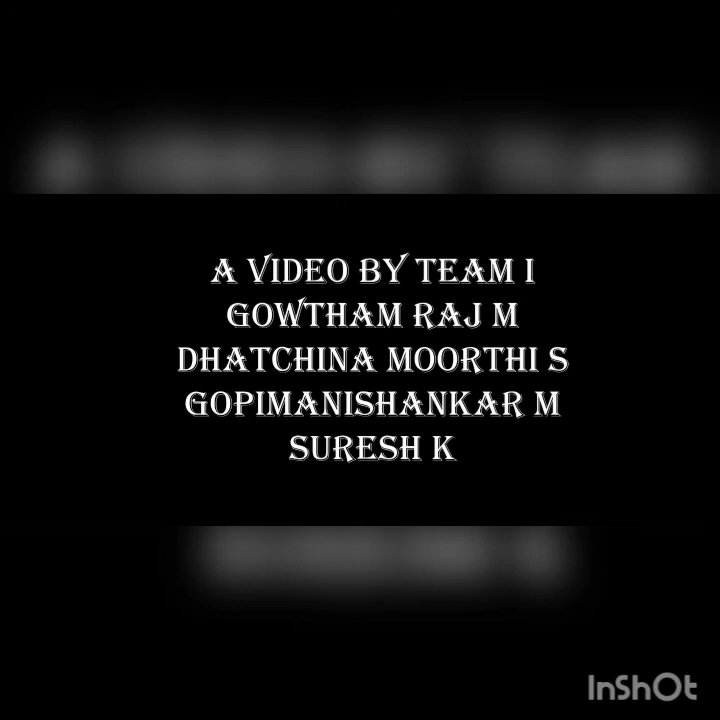 A VIDEO BY TEAM I
GOWTHAM RAJ M
DHATCHINA MOORTHI S
GOPIMANISHANKAR M
SURESH K
InShOt